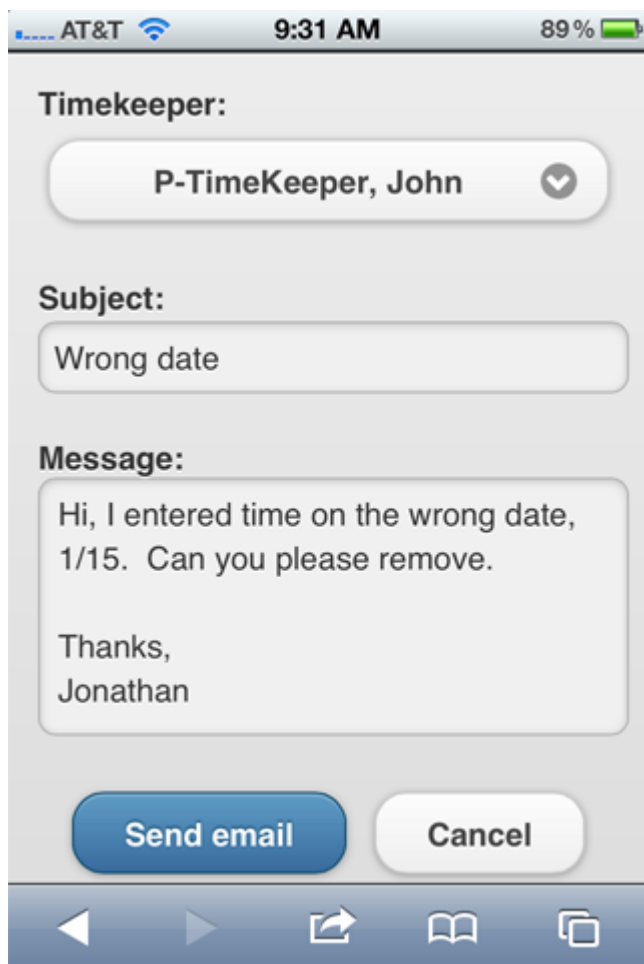 AT&T 9:31 AM 89%
Timekeeper:
P-TimeKeeper, John
Subject:
Wrong date
Message:
Hi, I entered time on the wrong date,
1/15.  Can you please remove.
Thanks,
Jonathan
Send email Cancel